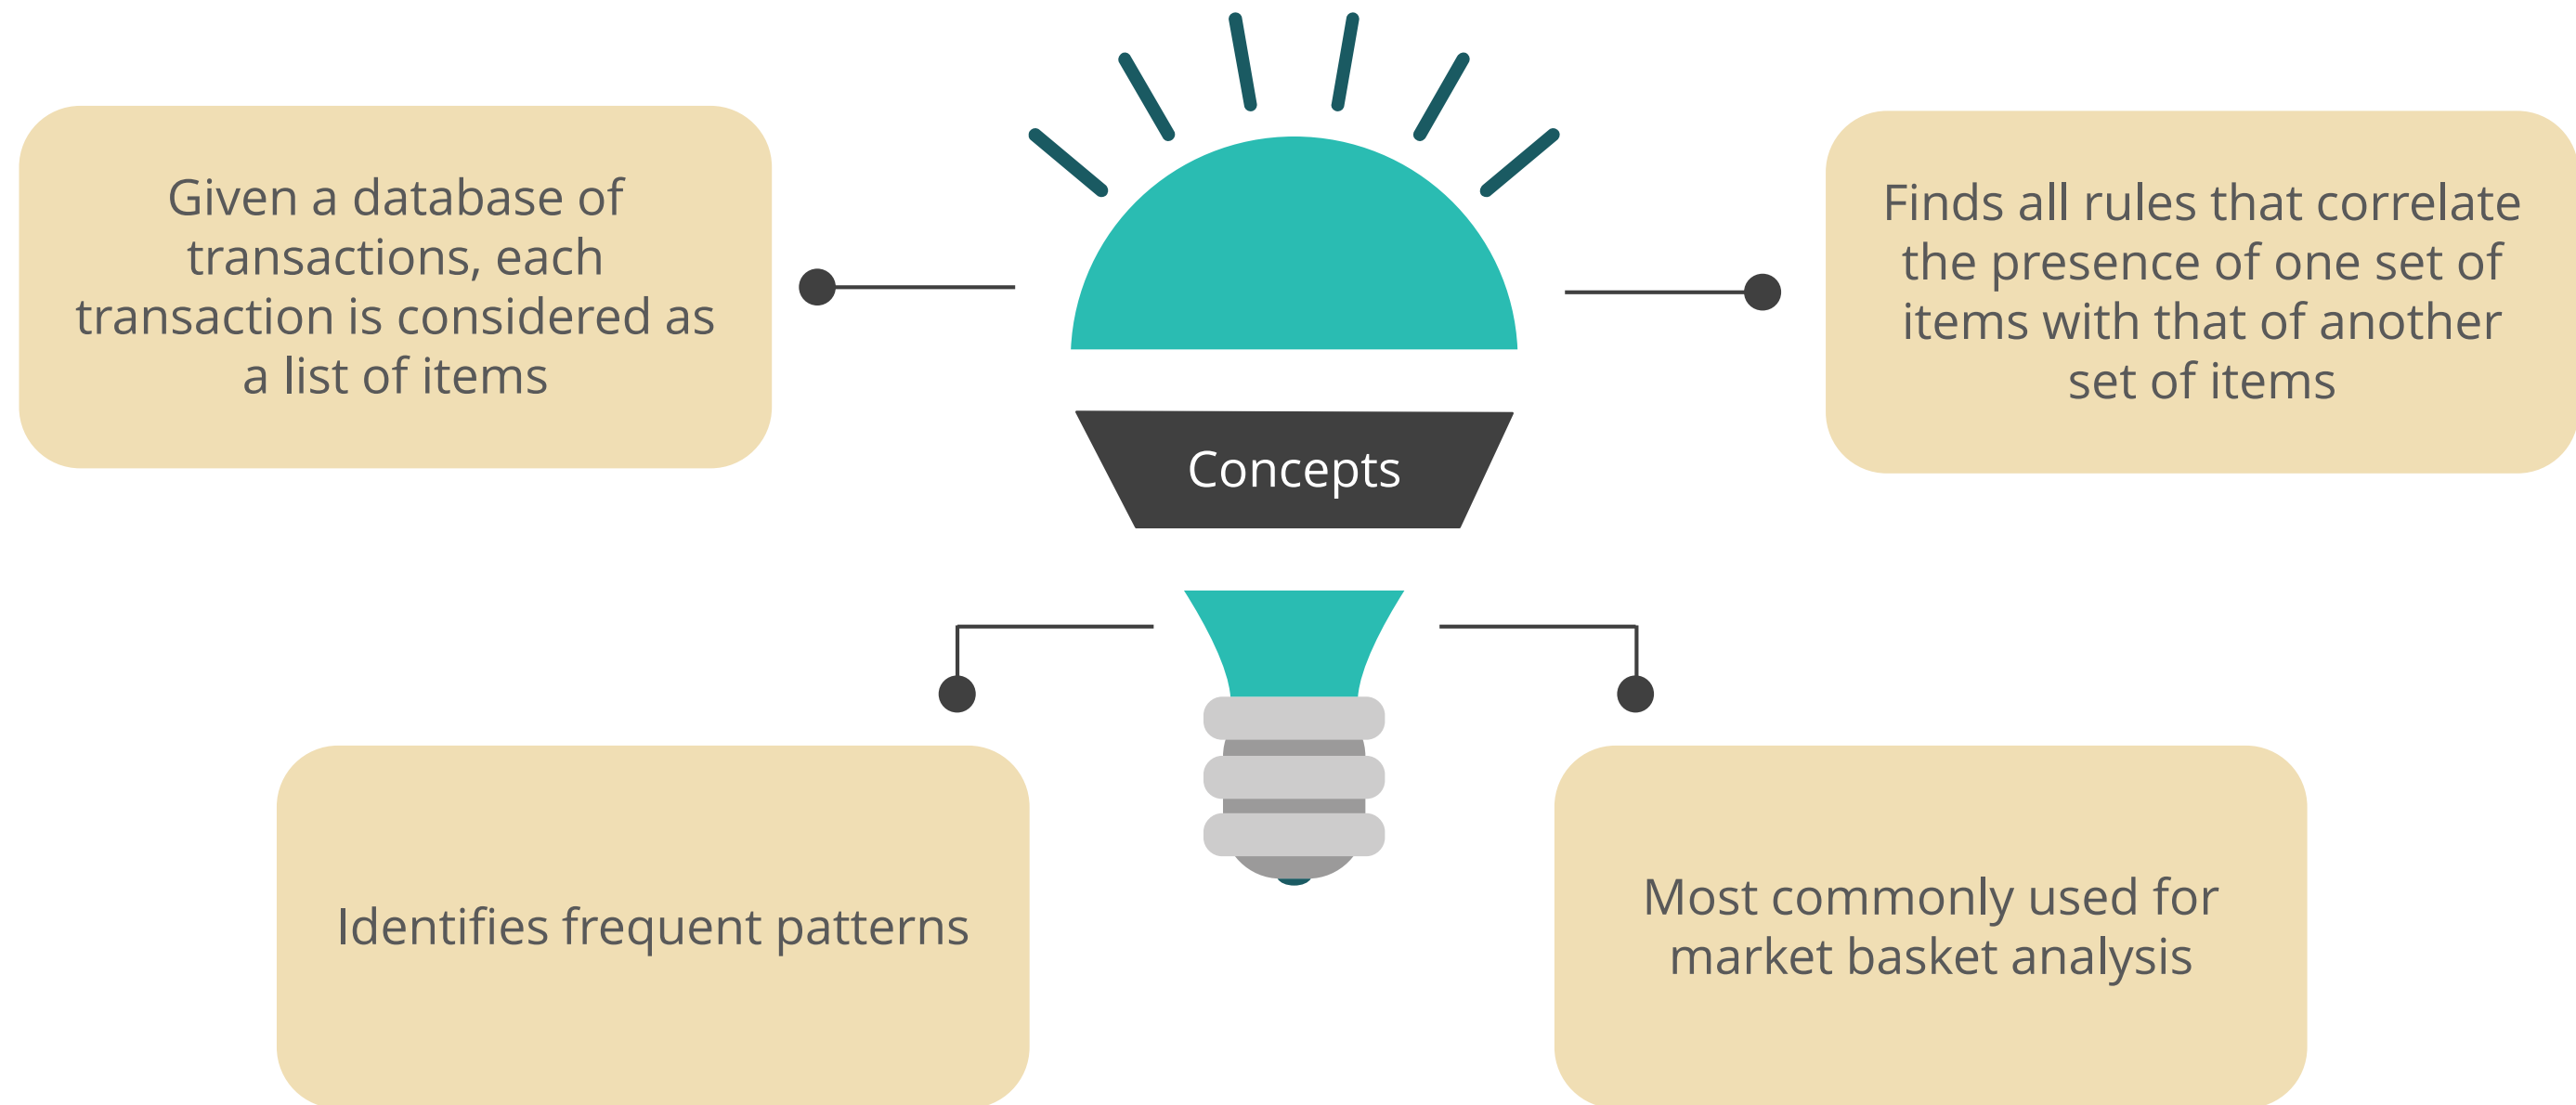 Given a database of
transactions, each
transaction is considered as
a list of items
Finds all rules that correlate
the presence of one set of
items with that of another
set of items
Concepts
Identifies frequent patterns
Most commonly used for
market basket analysis